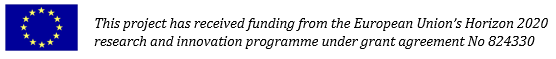 This project has received funding from the European Union's Horizon 2020
research and innovation programme under grant agreement No 824330